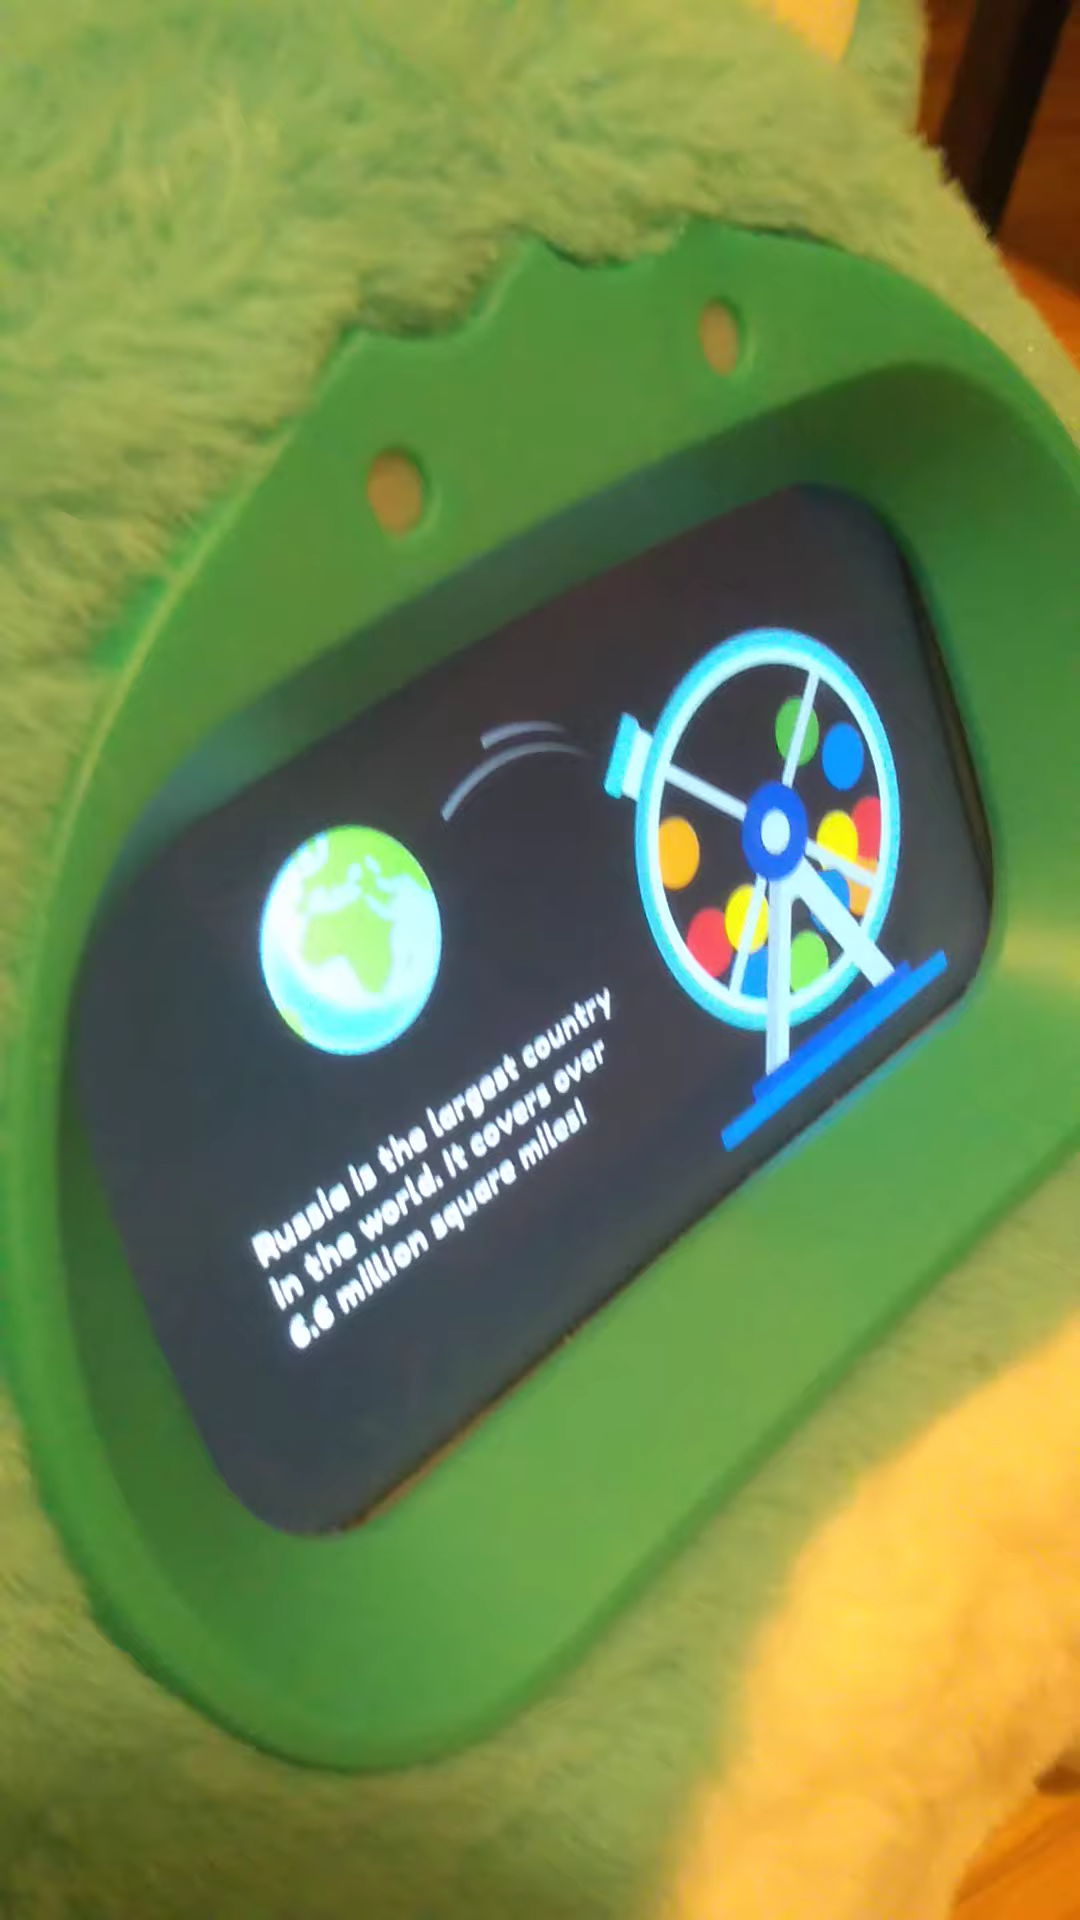 Russia is the largest country
in the world. It covers over
6.6 million square miles!